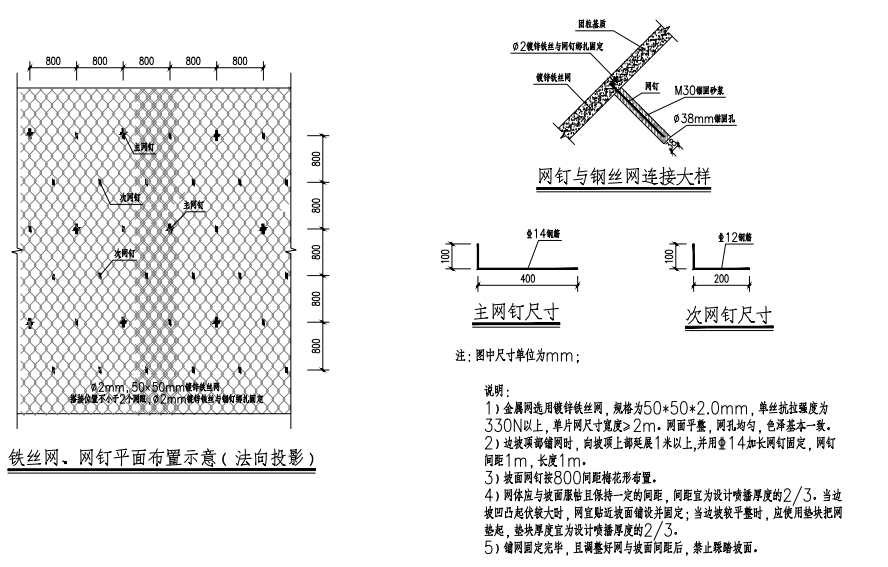 800 800 800 800 800
主网钉
次网钉
主网钉
次网钉
800
800
800
800
800
Φ2mm, 50×50mm镀锌铁丝网
搭接位置不小于2个网距, Φ2mm镀锌铁丝与锚钉绑扎固定
铁丝网、网钉平面布置示意(法向投影)
团粒基质
Φ2镀锌铁丝与网钉绑扎固定
镀锌铁丝网
网钉
M30锚固砂浆
Φ38mm锚固孔
网钉与钢丝网连接大样
Φ14钢筋
100
400
主网钉尺寸
Φ12钢筋
100
200
次网钉尺寸
注: 图中尺寸单位为mm;
说明:
1) 金属网选用镀锌铁丝网, 规格为50*50*2.0mm, 单丝抗拉强度为
330N以上, 单片网尺寸宽度≥2m。网面平整, 网孔均匀, 色泽基本一致。
2) 边坡顶部铺网时, 向坡顶上部延展1米以上,并用Φ14加长网钉固定, 网钉
间距1m, 长度1m。
3) 坡面网钉按800间距梅花形布置。
4) 网体应与坡面服帖且保持一定的间距, 间距宜为设计喷播厚度的2/3。当边
坡凹凸起伏较大时, 网宜贴近坡面铺设并固定; 当边坡较平整时, 应使用垫块把网
垫起, 垫块厚度宜为设计喷播厚度的2/3。
5) 铺网固定完毕, 且调整好网与坡面间距后, 禁止踩踏坡面。